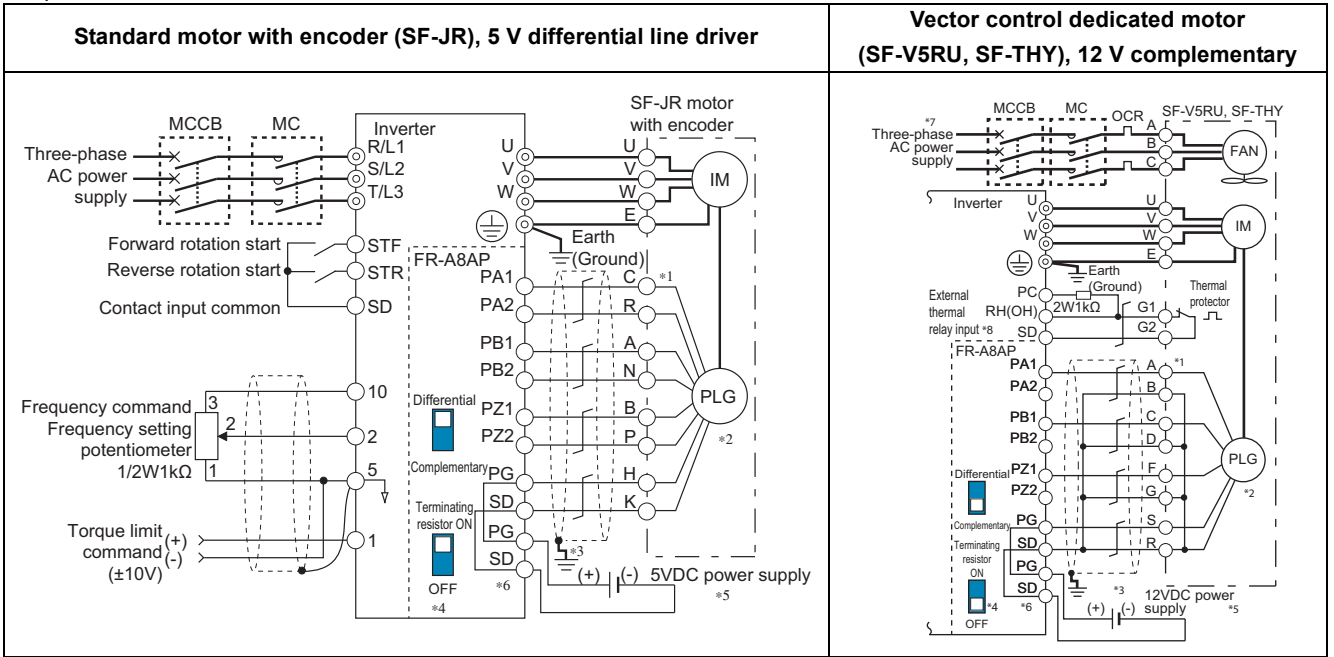 Standard motor with encoder (SF-JR), 5 V differential line driver
Vector control dedicated motor
(SF-V5RU, SF-THY), 12 V complementary
SF-JR motor
with encoder
MCCB
MC
Inverter
Three-phase
AC power
supply
R/L1
S/L2
T/L3
U
V
W
U
V
W
E
IM
Earth
(Ground)
Forward rotation start
Reverse rotation start
Contact input common
STF
STR
SD
FR-A8AP
PA1
PA2
PB1
PB2
PZ1
PZ2
PG
SD
PG
SD
C
R
A
N
B
P
H
K
*1
PLG
*2
Differential
Complementary
Terminating
resistor ON
OFF
*4
*3
*6
(+)
(-)
5VDC power supply
*5
Frequency command
Frequency setting
potentiometer
1/2W1kΩ
3
2
1
10
2
5
1
Torque limit
command
(±10V)
(+)
(-)
MCCB
MC
OCR
SF-V5RU, SF-THY
*7
Three-phase
AC power
supply
A
B
C
FAN
Inverter
U
V
W
U
V
W
E
IM
Earth
(Ground)
External
thermal
relay input *8
PC
RH(OH)
SD
2W1kΩ
G1
G2
Thermal
protector
FR-A8AP
PA1
PA2
PB1
PB2
PZ1
PZ2
PG
SD
PG
SD
A
B
C
D
F
G
S
R
*1
PLG
*2
Differential
Complementary
Terminating
resistor
ON
OFF
*4
*6
*3
(+)
(-)
12VDC power
supply
*5